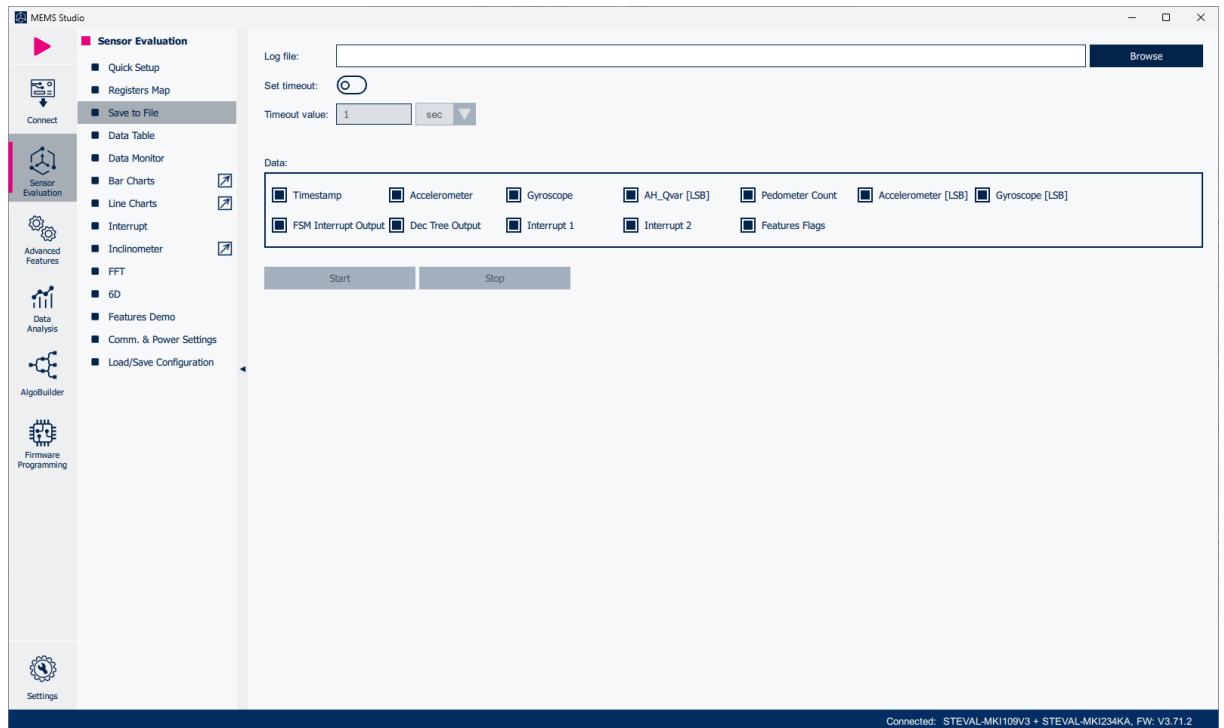 MEMS Studio
Connect
Sensor
Evaluation
Advanced
Features
Data
Analysis
AlgoBuilder
Firmware
Programming
Settings
Sensor Evaluation
Quick Setup
Registers Map
Save to File
Data Table
Data Monitor
Bar Charts
Line Charts
Interrupt
Inclinometer
FFT
6D
Features Demo
Comm. & Power Settings
Load/Save Configuration
Log file: Browse
Set timeout:
Timeout value: 1 sec
Data:
Timestamp Accelerometer Gyroscope AH_Qvar [LSB] Pedometer Count Accelerometer [LSB] Gyroscope [LSB]
FSM Interrupt Output Dec Tree Output Interrupt 1 Interrupt 2 Features Flags
Start Stop
Connected: STEVAL-MKI109V3 + STEVAL-MKI234KA, FW: V3.71.2